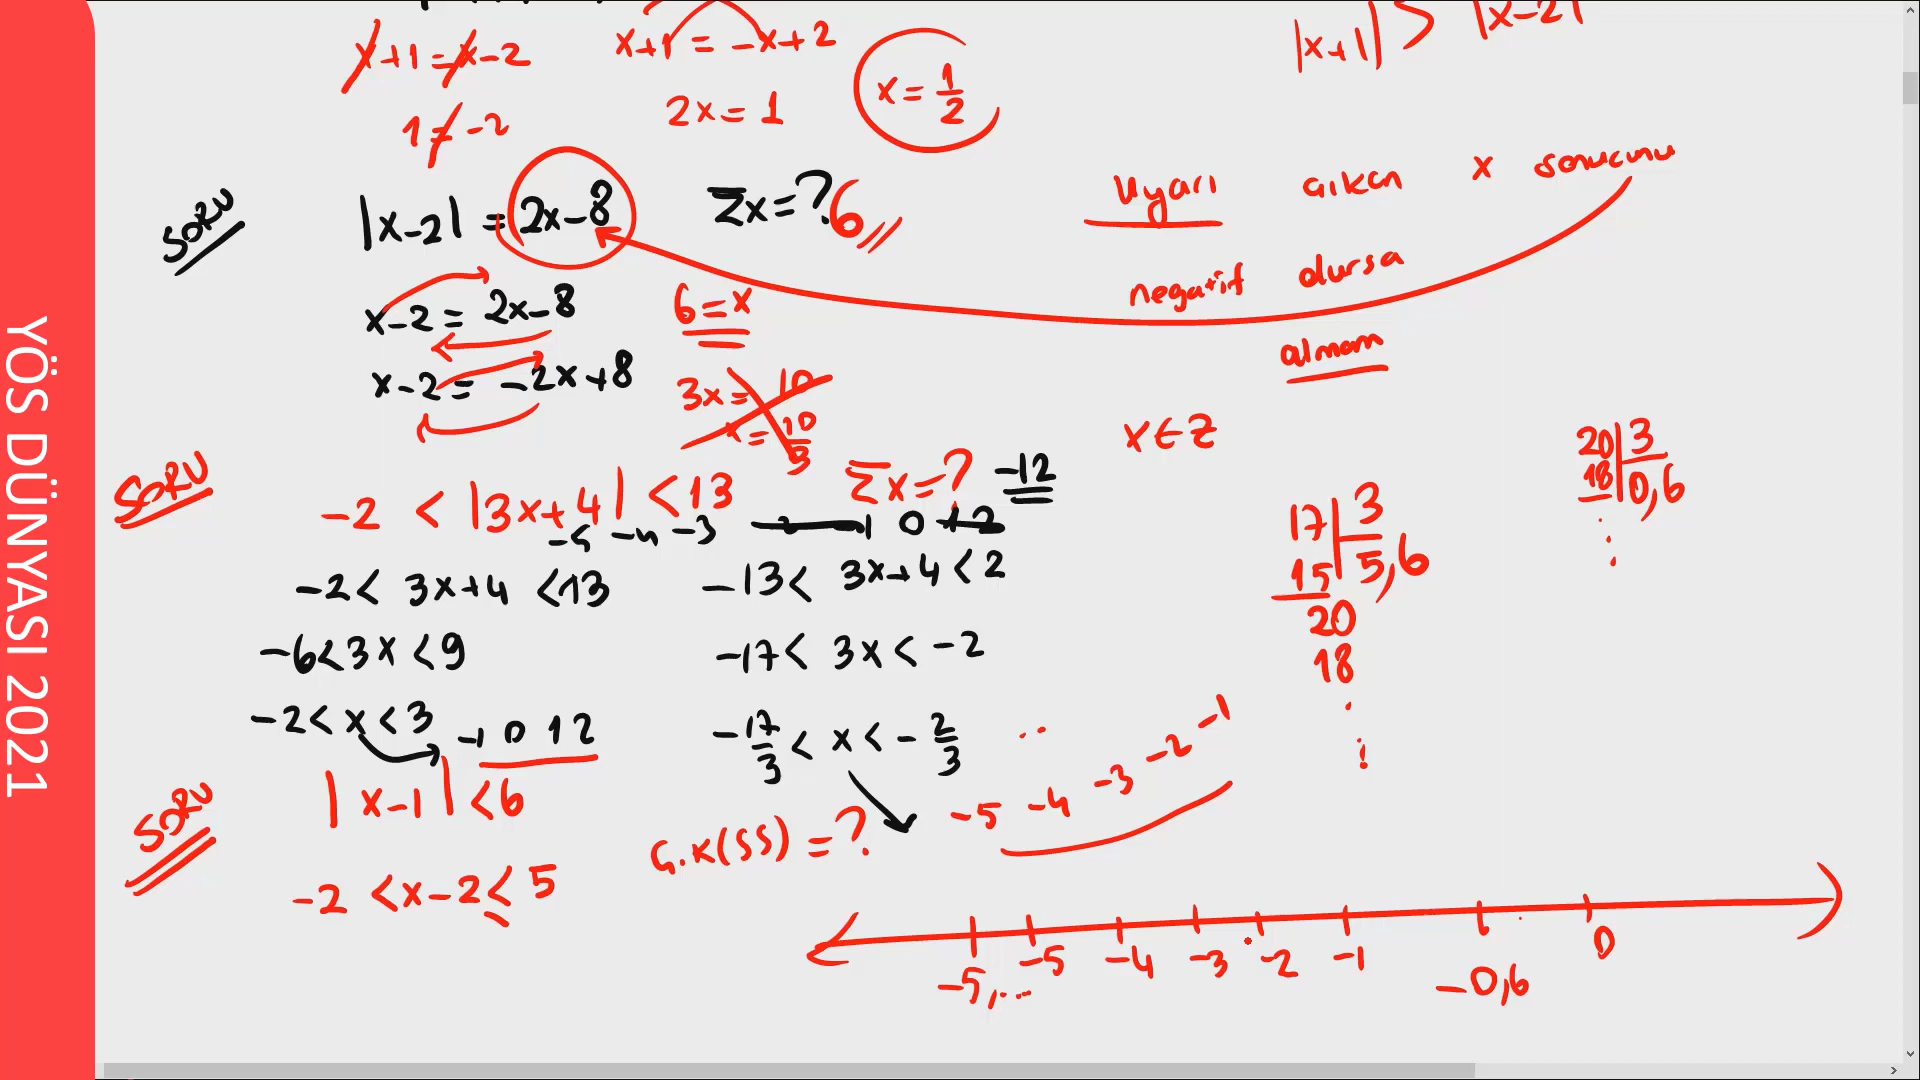 YÖS DÜNYASI 2021
x+1=x-2
x+1 = -x+2
x = 1/2
|x+1| > |x-2|
1 ≠ -2
2x = 1
SORU
|x-2| = 2x-8
Σx=? 6
Uyarı çıkan x sonucunu
negatif olursa
almam
x-2 = 2x-8
6=x
x-2 = -2x+8
3x = 10
x = 10/3
x∈Z
SORU
-2 < |3x+4| < 13
Σx=? -12
-5 -4 -3 -2 -1 0 1 2
-2 < 3x+4 < 13
-13 < 3x+4 < 2
-6<3x<9
-17 < 3x < -2
-2< x < 3
-1 0 1 2
-17/3 < x < -2/3
-5 -4 -3 -2 -1
17 | 3
15 | 5,6
20
18
20 | 3
18 | 0,6
SORU
|x-1| < 6
Ç.K(SS) = ?
-2 < x-2 ≤ 5
-5,... -5 -4 -3 -2 -1 -0,6 0